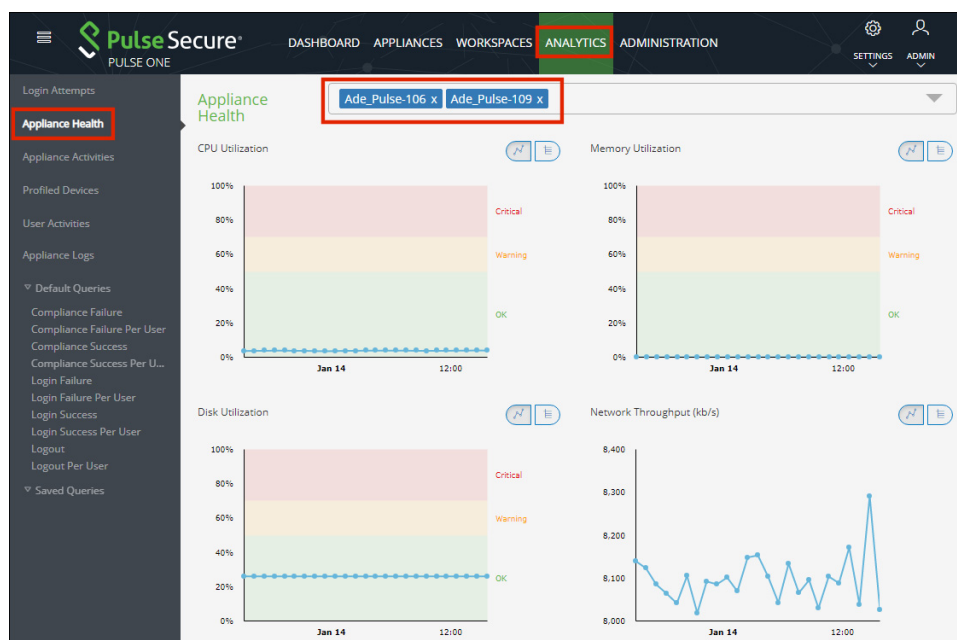 Pulse Secure®
PULSE ONE
DASHBOARD APPLIANCES WORKSPACES ANALYTICS ADMINISTRATION
SETTINGS ADMIN
Login Attempts
Appliance Health
Appliance Activities
Profiled Devices
User Activities
Appliance Logs
Default Queries
Compliance Failure
Compliance Failure Per User
Compliance Success
Compliance Success Per U...
Login Failure
Login Failure Per User
Login Success
Login Success Per User
Logout
Logout Per User
Saved Queries
Appliance
Health
Ade_Pulse-106 x Ade_Pulse-109 x
CPU Utilization
100%
80%
60%
40%
20%
0%
Critical
Warning
OK
Jan 14 12:00
Memory Utilization
100%
80%
60%
40%
20%
0%
Critical
Warning
OK
Jan 14 12:00
Disk Utilization
100%
80%
60%
40%
20%
0%
Critical
Warning
OK
Jan 14 12:00
Network Throughput (kb/s)
8,400
8,300
8,200
8,100
8,000
Jan 14 12:00